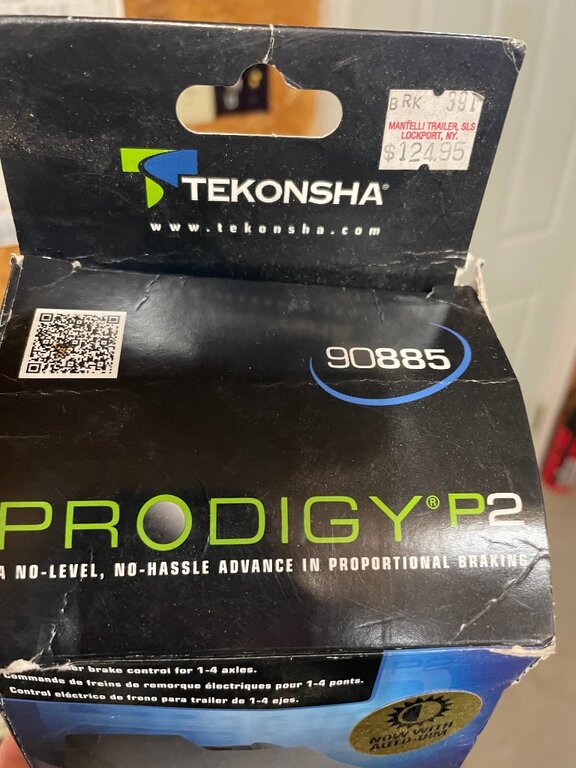 BRK 391
MANTELLI TRAILER, SLS
LOCKPORT, NY.
$124.95
TEKONSHA®
www.tekonsha.com
90885
PRODIGY® P2
A NO-LEVEL, NO-HASSLE ADVANCE IN PROPORTIONAL BRAKING
brake control for 1-4 axles.
Commande de freins de remorque électriques pour 1-4 ponts.
Control eléctrico de freno para trailer de 1-4 ejes.
NOW WITH
AUTO-DIM